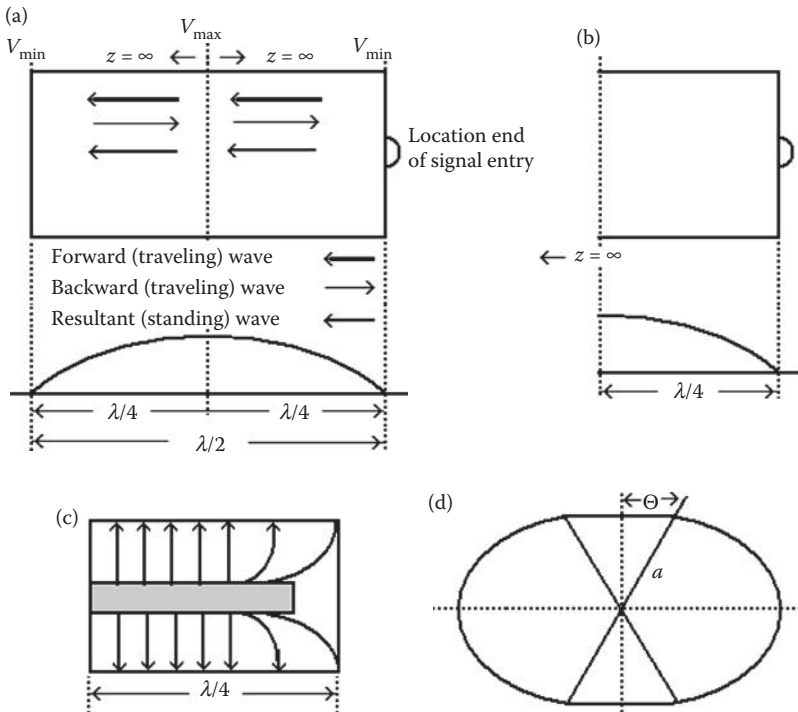 (a)
V_max
V_min
V_min
z = ∞ ← → z = ∞
Location end
of signal entry
Forward (traveling) wave
Backward (traveling) wave
Resultant (standing) wave
λ/4
λ/4
λ/2
(b)
← z = ∞
λ/4
(c)
λ/4
(d)
Θ
a